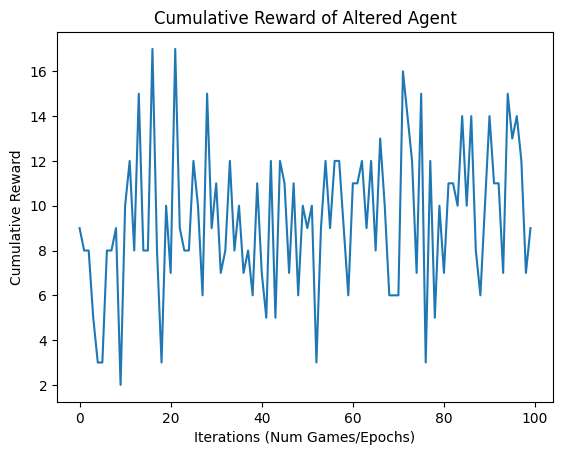 Cumulative Reward of Altered Agent
16
14
12
10
8
6
4
2
Cumulative Reward
0 20 40 60 80 100
Iterations (Num Games/Epochs)